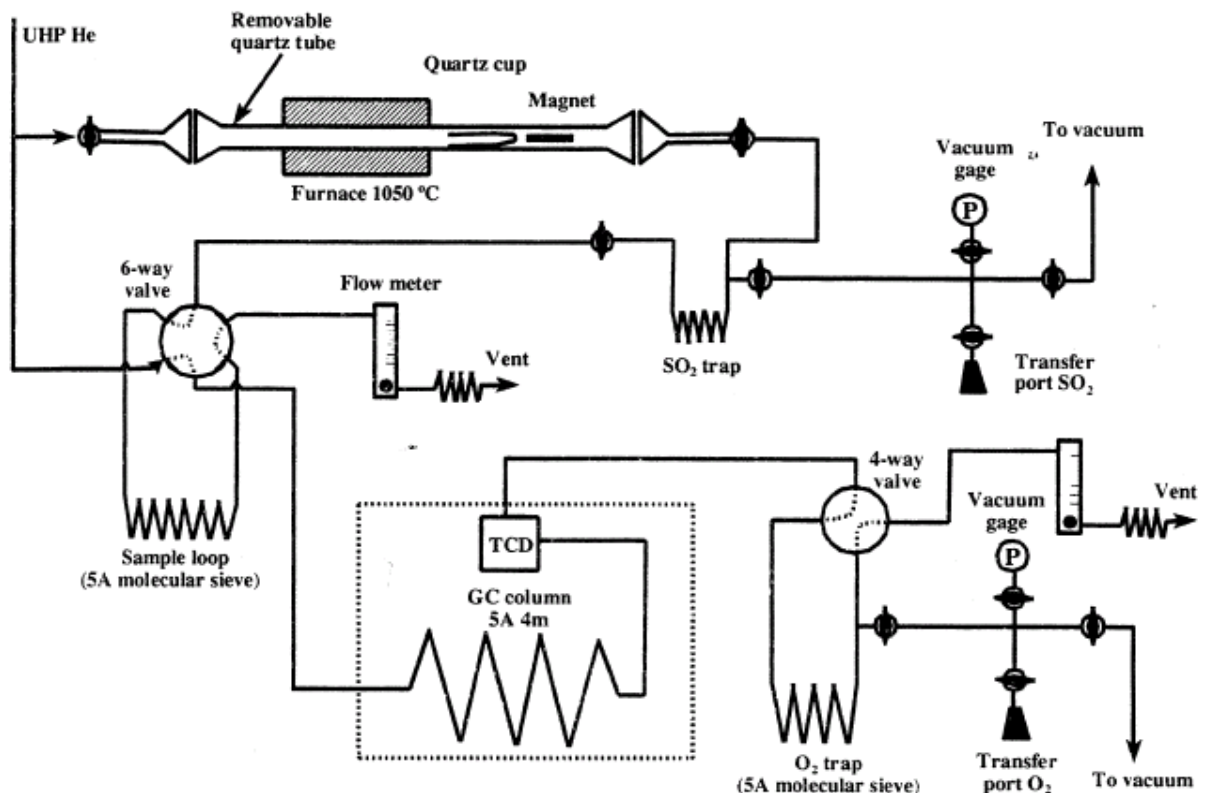 UHP He
Removable
quartz tube
Quartz cup
Magnet
Furnace 1050 °C
To vacuum
Vacuum
gage
P
6-way
valve
Flow meter
Vent
SO₂ trap
Transfer
port SO₂
Sample loop
(5A molecular sieve)
TCD
GC column
5A 4m
4-way
valve
Vacuum
gage
P
Vent
O₂ trap
(5A molecular sieve)
Transfer
port O₂
To vacuum